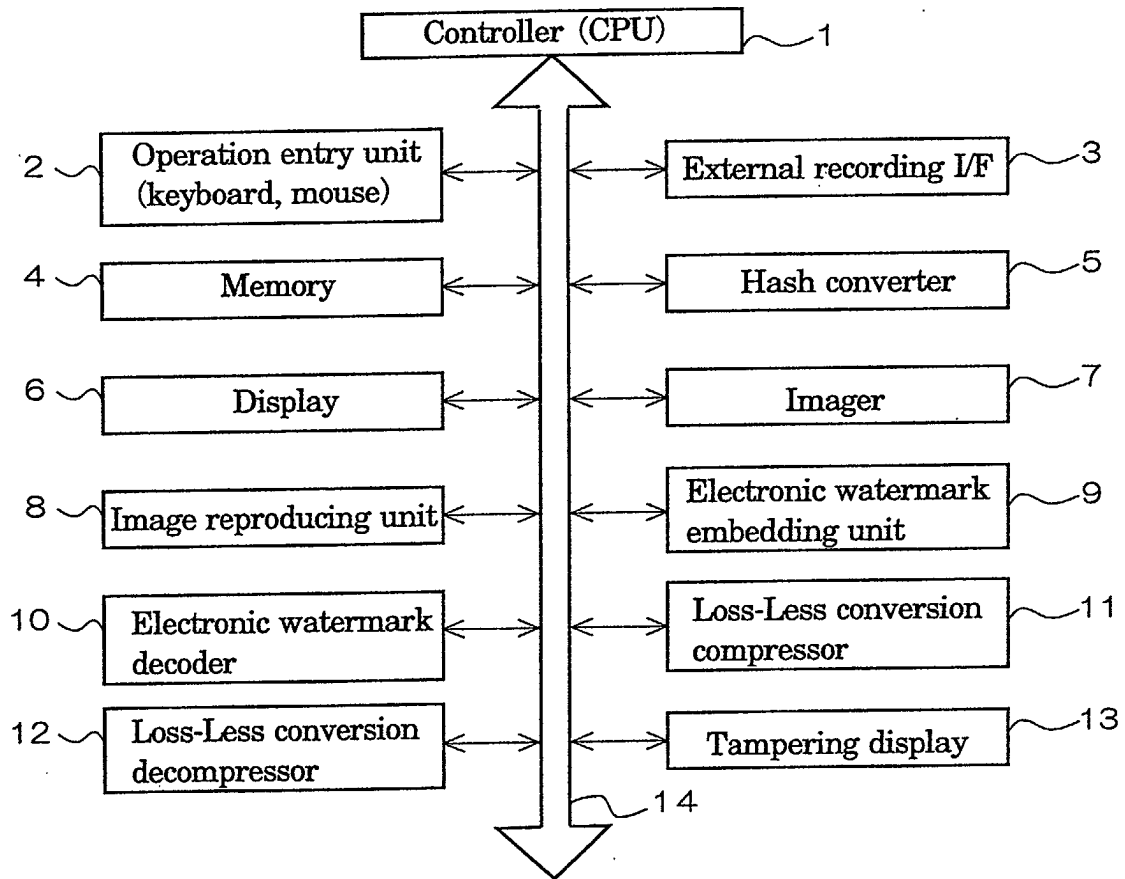 Controller (CPU)
1
2
Operation entry unit
(keyboard, mouse)
External recording I/F
3
4
Memory
Hash converter
5
6
Display
Imager
7
8
Image reproducing unit
Electronic watermark
embedding unit
9
10
Electronic watermark
decoder
Loss-Less conversion
compressor
11
12
Loss-Less conversion
decompressor
Tampering display
13
14